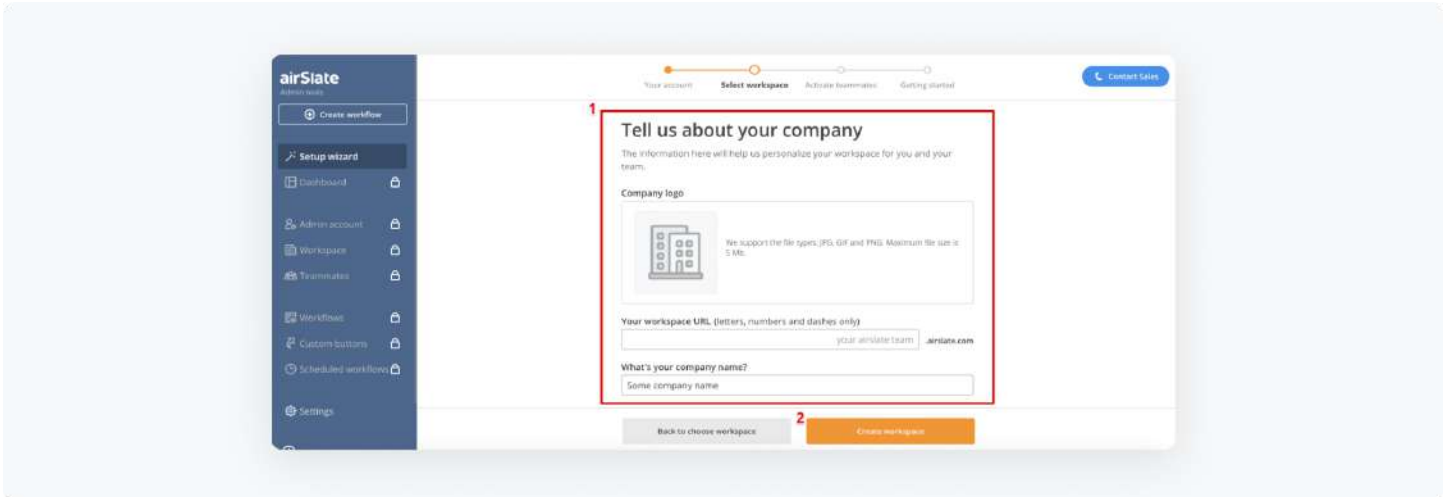 airSlate
Admin tools
Create workflow
Setup wizard
Dashboard
Admin account
Workspace
Teammates
Workflows
Custom buttons
Scheduled workflows
Settings
Your account
Select workspace
Activate teammates
Getting started
Contact Sales
1
Tell us about your company
The information here will help us personalize your workspace for you and your
team.
Company logo
We support the file types: JPG, GIF and PNG. Maximum file size is
5 Mb.
Your workspace URL (letters, numbers and dashes only)
your airslate team
.airslate.com
What's your company name?
Some company name
Back to choose workspace
2
Create workspace